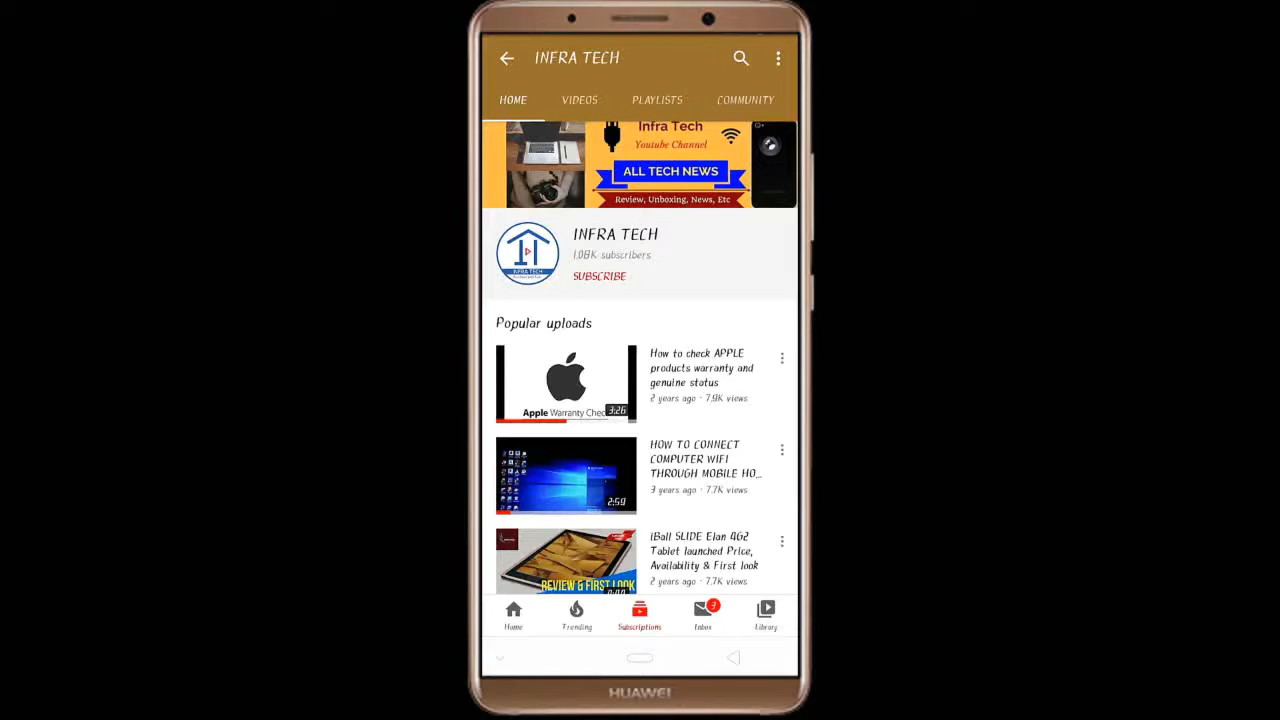 INFRA TECH
HOME VIDEOS PLAYLISTS COMMUNITY
Infra Tech
Youtube Channel
ALL TECH NEWS
Review, Unboxing, News, Etc
INFRA TECH
INFRA TECH
1.08K subscribers
SUBSCRIBE
Popular uploads
Apple Warranty Chec
3:26
How to check APPLE
products warranty and
genuine status
2 years ago · 7.9K views
2:59
HOW TO CONNECT
COMPUTER WIFI
THROUGH MOBILE HO...
3 years ago · 7.7K views
REVIEW & FIRST LOOK
iBall SLIDE Elan 4G2
Tablet launched Price,
Availability & First look
2 years ago · 7.7K views
Home Trending Subscriptions Inbox Library
HUAWEI